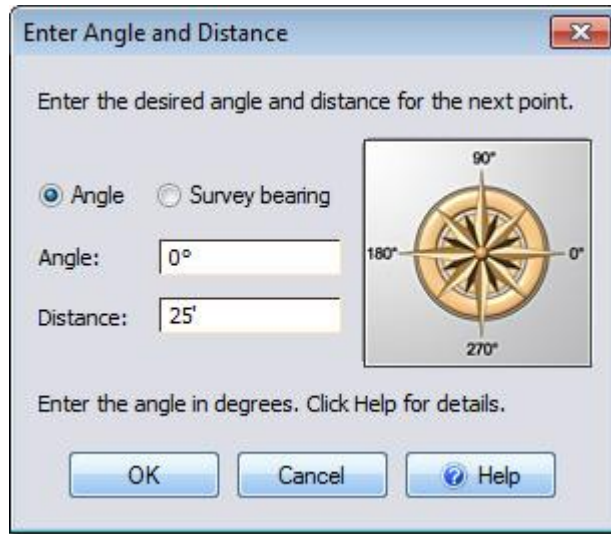 Enter Angle and Distance
Enter the desired angle and distance for the next point.
Angle Survey bearing
Angle: 0°
Distance: 25'
90°
180° 0°
270°
Enter the angle in degrees. Click Help for details.
OK Cancel Help